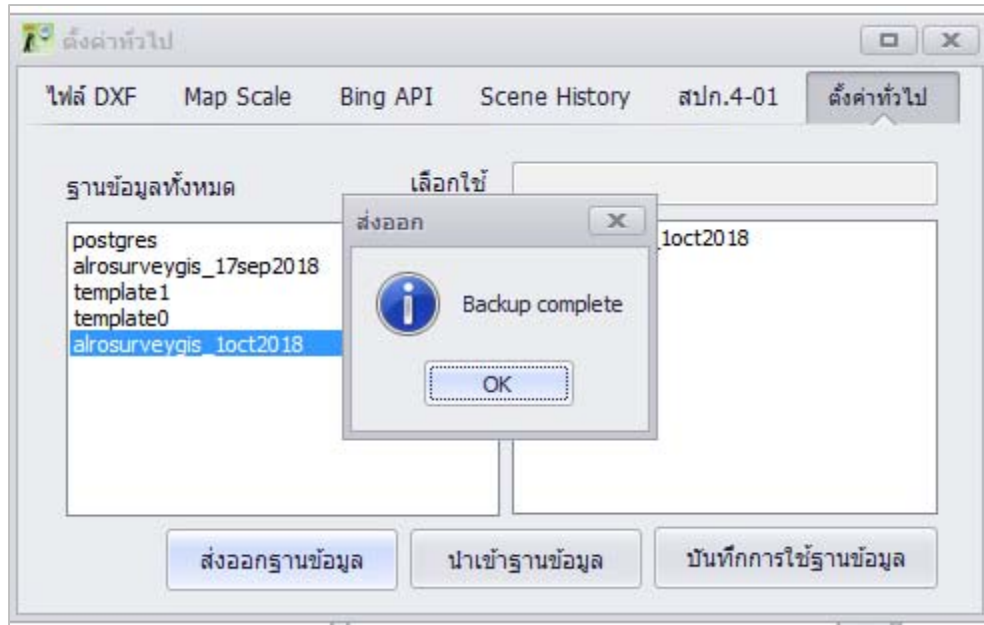 ตั้งค่าทั่วไป
ไฟล์ DXF Map Scale Bing API Scene History สปก.4-01 ตั้งค่าทั่วไป
ฐานข้อมูลทั้งหมด เลือกใช้
ส่งออก
postgres
alrosurveygis_17sep2018
template1
template0
alrosurveygis_1oct2018
_1oct2018
Backup complete
OK
ส่งออกฐานข้อมูล นำเข้าฐานข้อมูล บันทึกการใช้ฐานข้อมูล